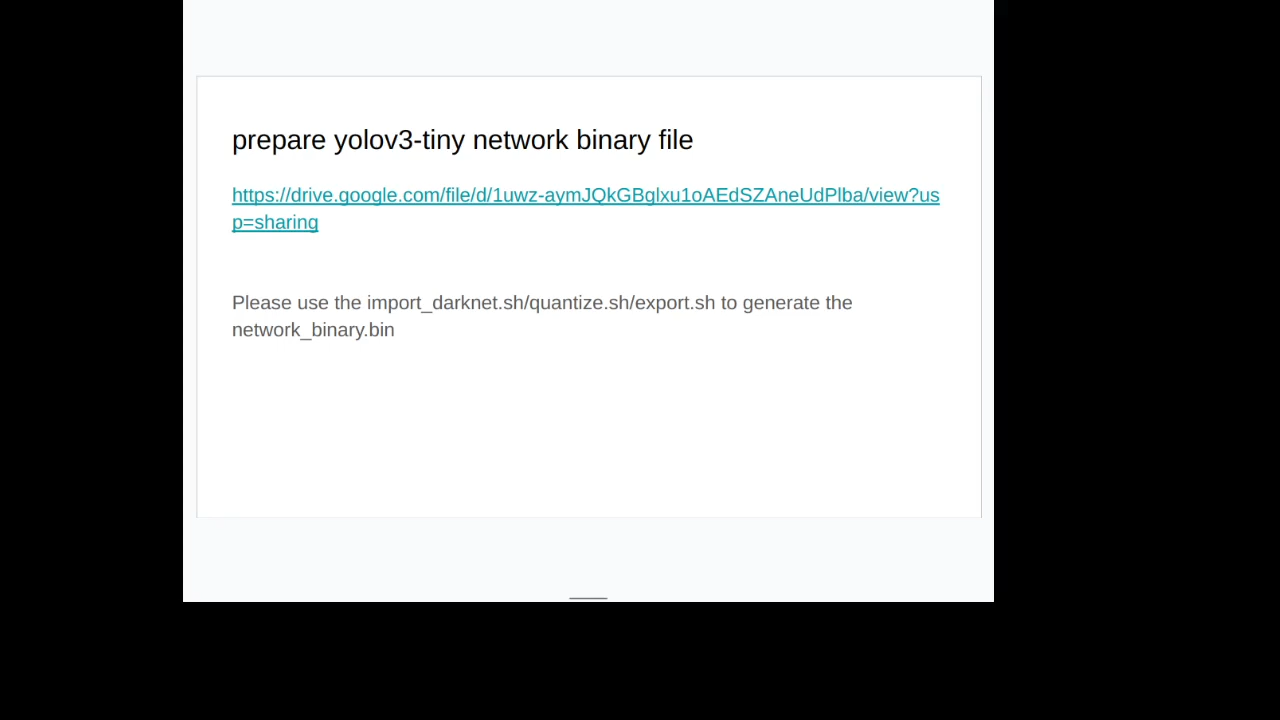 prepare yolov3-tiny network binary file
https://drive.google.com/file/d/1uwz-aymJQkGBglxu1oAEdSZAneUdPlba/view?us
p=sharing
Please use the import_darknet.sh/quantize.sh/export.sh to generate the
network_binary.bin